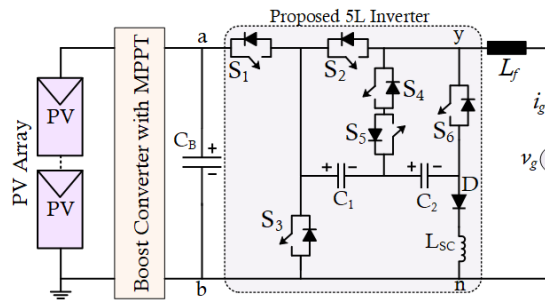 Proposed 5L Inverter
a
y
S1
S2
S4
S5
S6
Lf
ig
vg(
PV Array
PV
PV
Boost Converter with MPPT
CB
+
+
-
+
-
C1
C2
D
S3
LSC
b
n